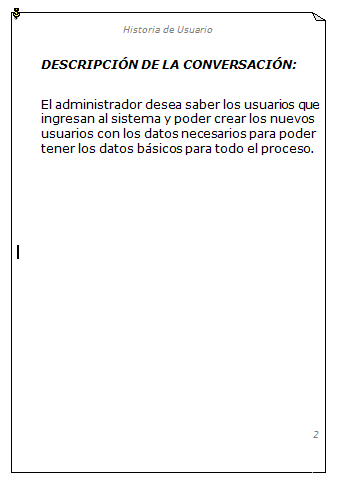 Historia de Usuario
DESCRIPCIÓN DE LA CONVERSACIÓN:
El administrador desea saber los usuarios que
ingresan al sistema y poder crear los nuevos
usuarios con los datos necesarios para poder
tener los datos básicos para todo el proceso.
2